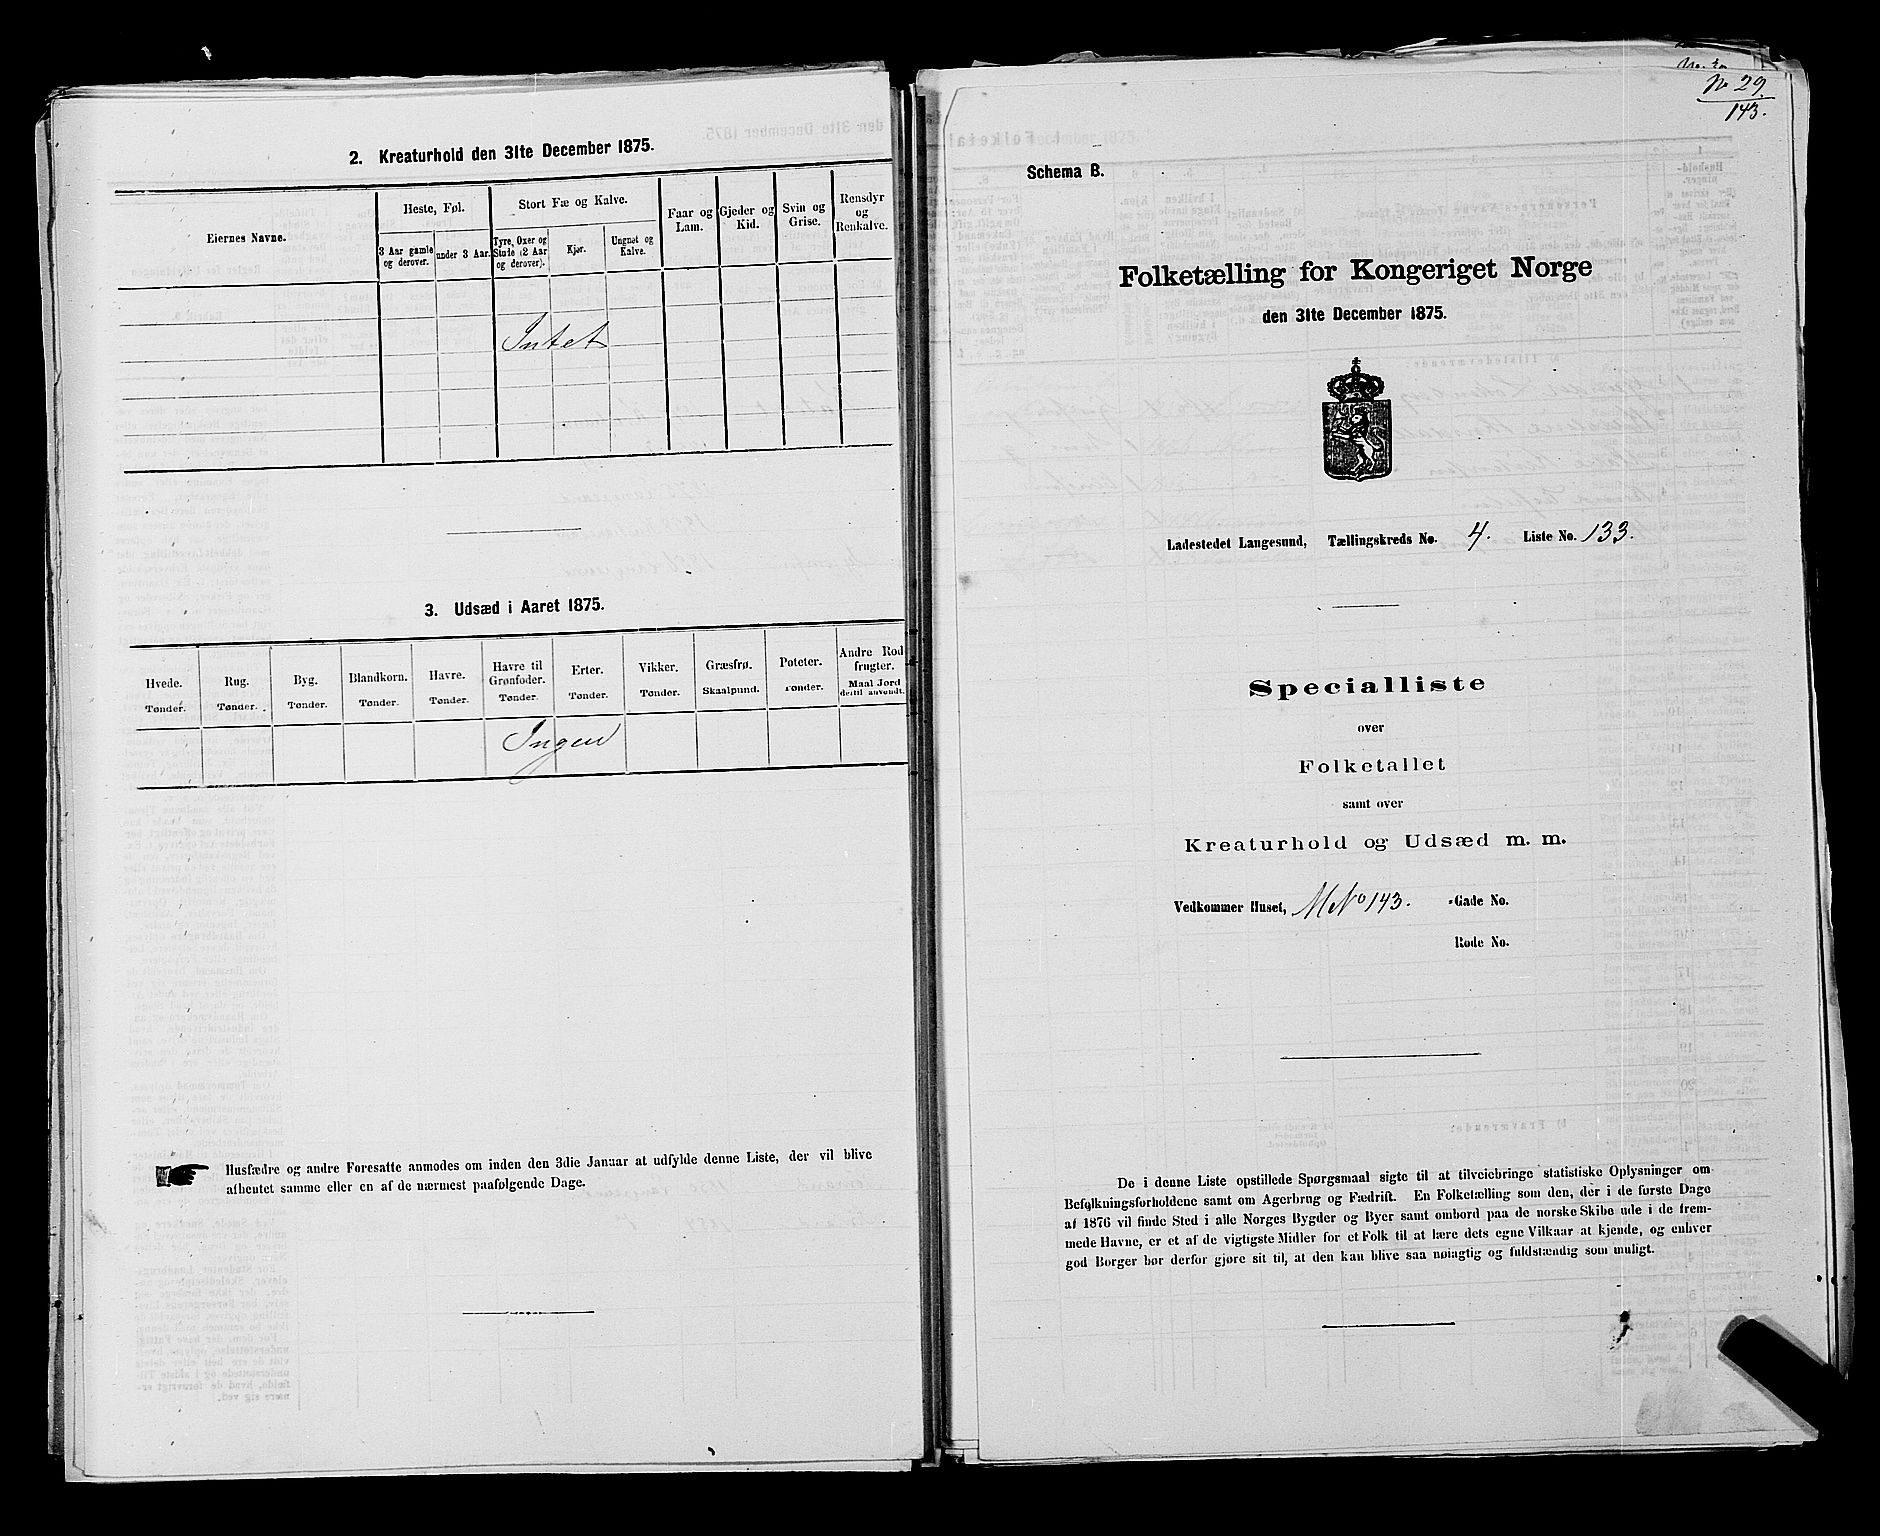 2. Kreaturhold den 31te December 1875.
Eiernes Navne.
Heste, Føl.
Stort Fæ og Kalve.
Faar og Lam.
Gjeder og Kid.
Svin og Grise.
Rensdyr og Renkalve.
3 Aar gamle og derover.
under 3 Aar.
Tyre, Oxer og Stude (2 Aar og derover).
Kjør.
Ungnøt og Kalve.
Intet
3. Udsæd i Aaret 1875.
Hvede. Tønder.
Rug. Tønder.
Byg. Tønder.
Blandkorn. Tønder.
Havre. Tønder.
Havre til Grønfoder. Tønder.
Erter. Tønder.
Vikker. Tønder.
Græsfrø. Skaalpund.
Poteter. Tønder.
Andre Rodfrugter. Maal Jord dertil anvendt.
Ingen
Husfædre og andre Foresatte anmodes om inden den 3die Januar at udfylde denne Liste, der vil blive
afhentet samme eller en af de nærmest paafølgende Dage.
No 29.
143.
Schema B.
Folketælling for Kongeriget Norge
den 31te December 1875.
Ladestedet Langesund, Tællingskreds No. 4. Liste No. 133.
Specialliste
over
Folketallet
samt over
Kreaturhold og Udsæd m. m.
Vedkommer Huset, MNo 143. -Gade No.
Rode No.
De i denne Liste opstillede Spørgsmaal sigte til at tilveiebringe statistiske Oplysninger om
Befolkningsforholdene samt om Agerbrug og Fædrift. En Folketælling som den, der i de første Dage
af 1876 vil finde Sted i alle Norges Bygder og Byer samt ombord paa de norske Skibe ude i de frem-
mede Havne, er et af de vigtigste Midler for et Folk til at lære dets egne Vilkaar at kjende, og enhver
god Borger bør derfor gjøre sit til, at den kan blive saa nøiagtig og fuldstændig som muligt.